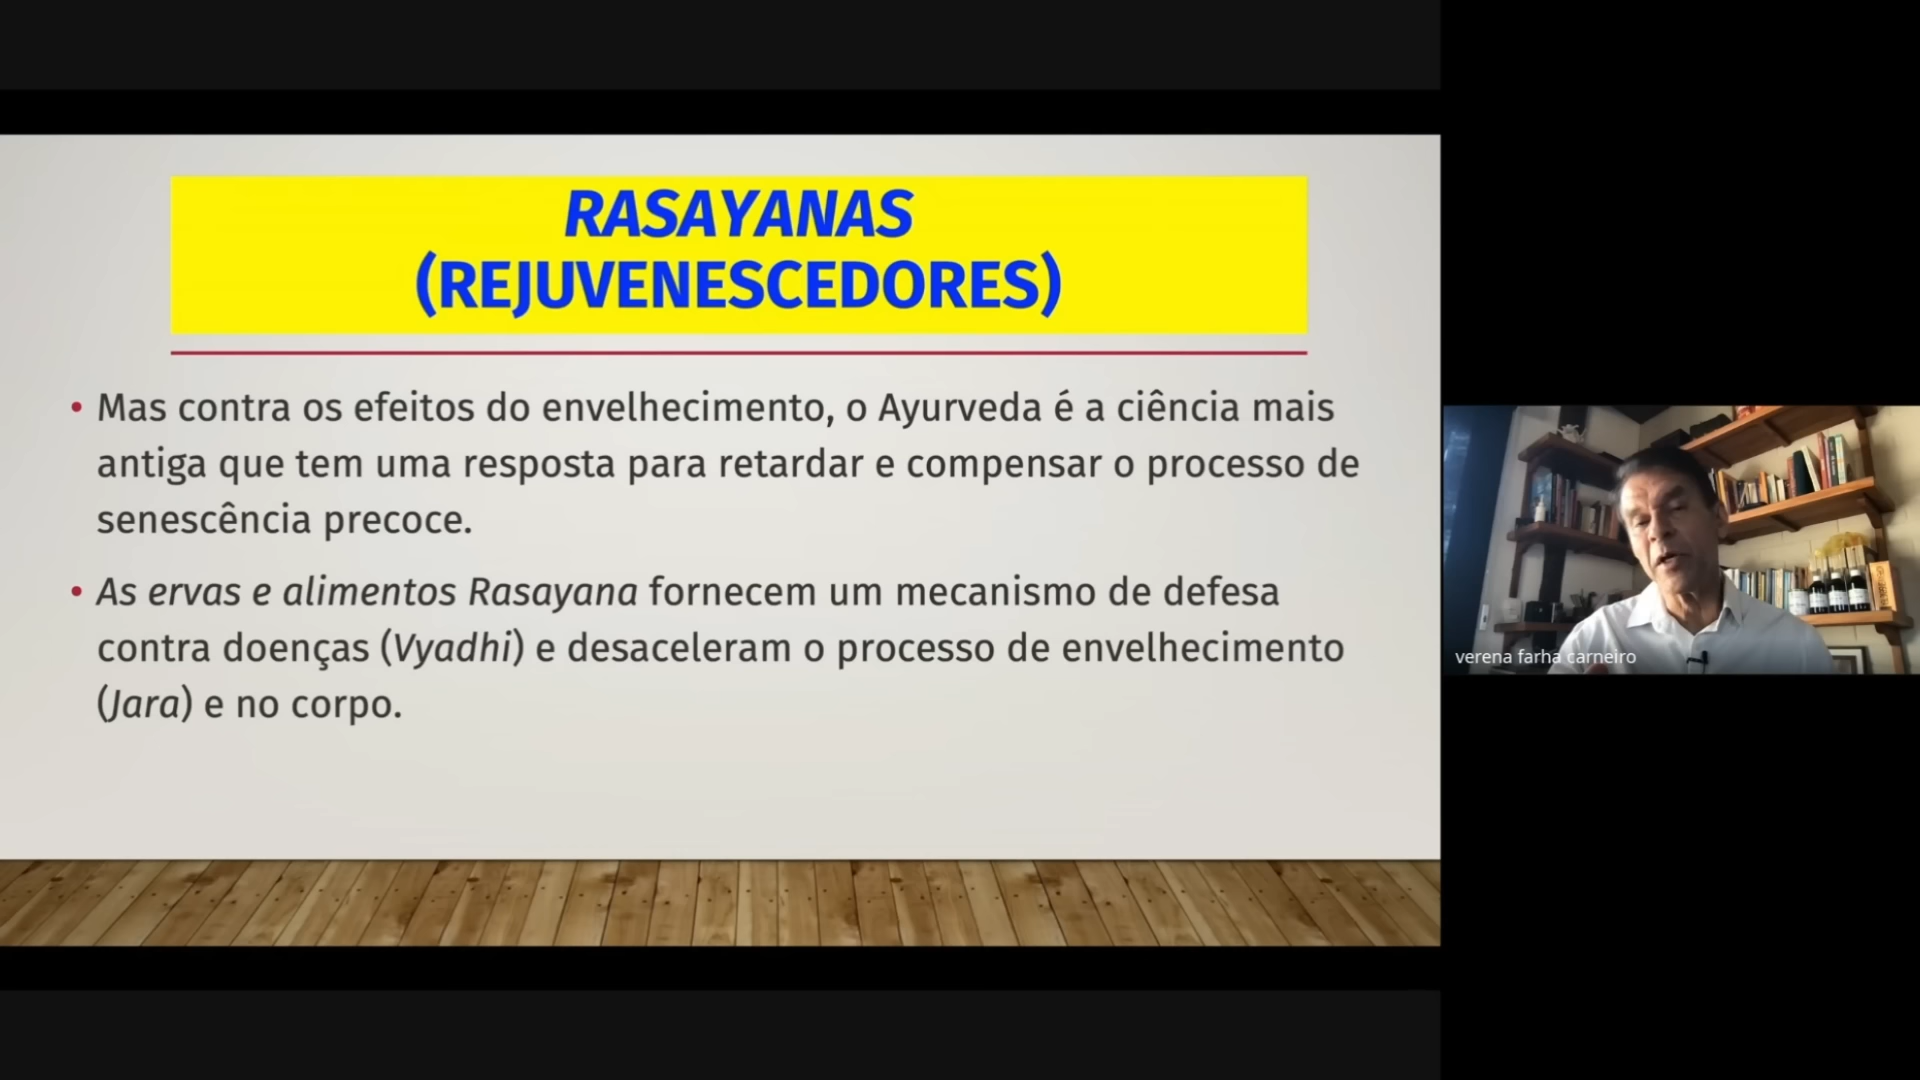 RASAYANAS
(REJUVENESCEDORES)
• Mas contra os efeitos do envelhecimento, o Ayurveda é a ciência mais
antiga que tem uma resposta para retardar e compensar o processo de
senescência precoce.
• As ervas e alimentos Rasayana fornecem um mecanismo de defesa
contra doenças (Vyadhi) e desaceleram o processo de envelhecimento
(Jara) e no corpo.
verena farha carneiro